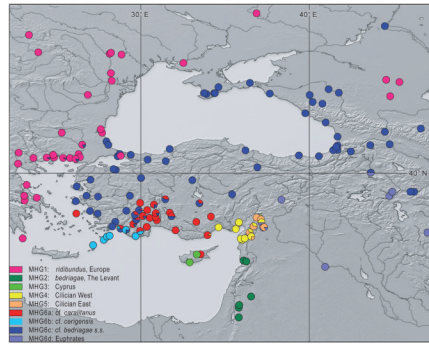 30° E
40° E
40° N
MHG1: ridibundus, Europe
MHG2: bedriagae, The Levant
MHG3: Cyprus
MHG4: Cilician West
MHG5: Cilician East
MHG6a: cf. caralitanus
MHG6b: cf. cerigensis
MHG6c: cf. bedriagae s.s.
MHG6d: Euphrates